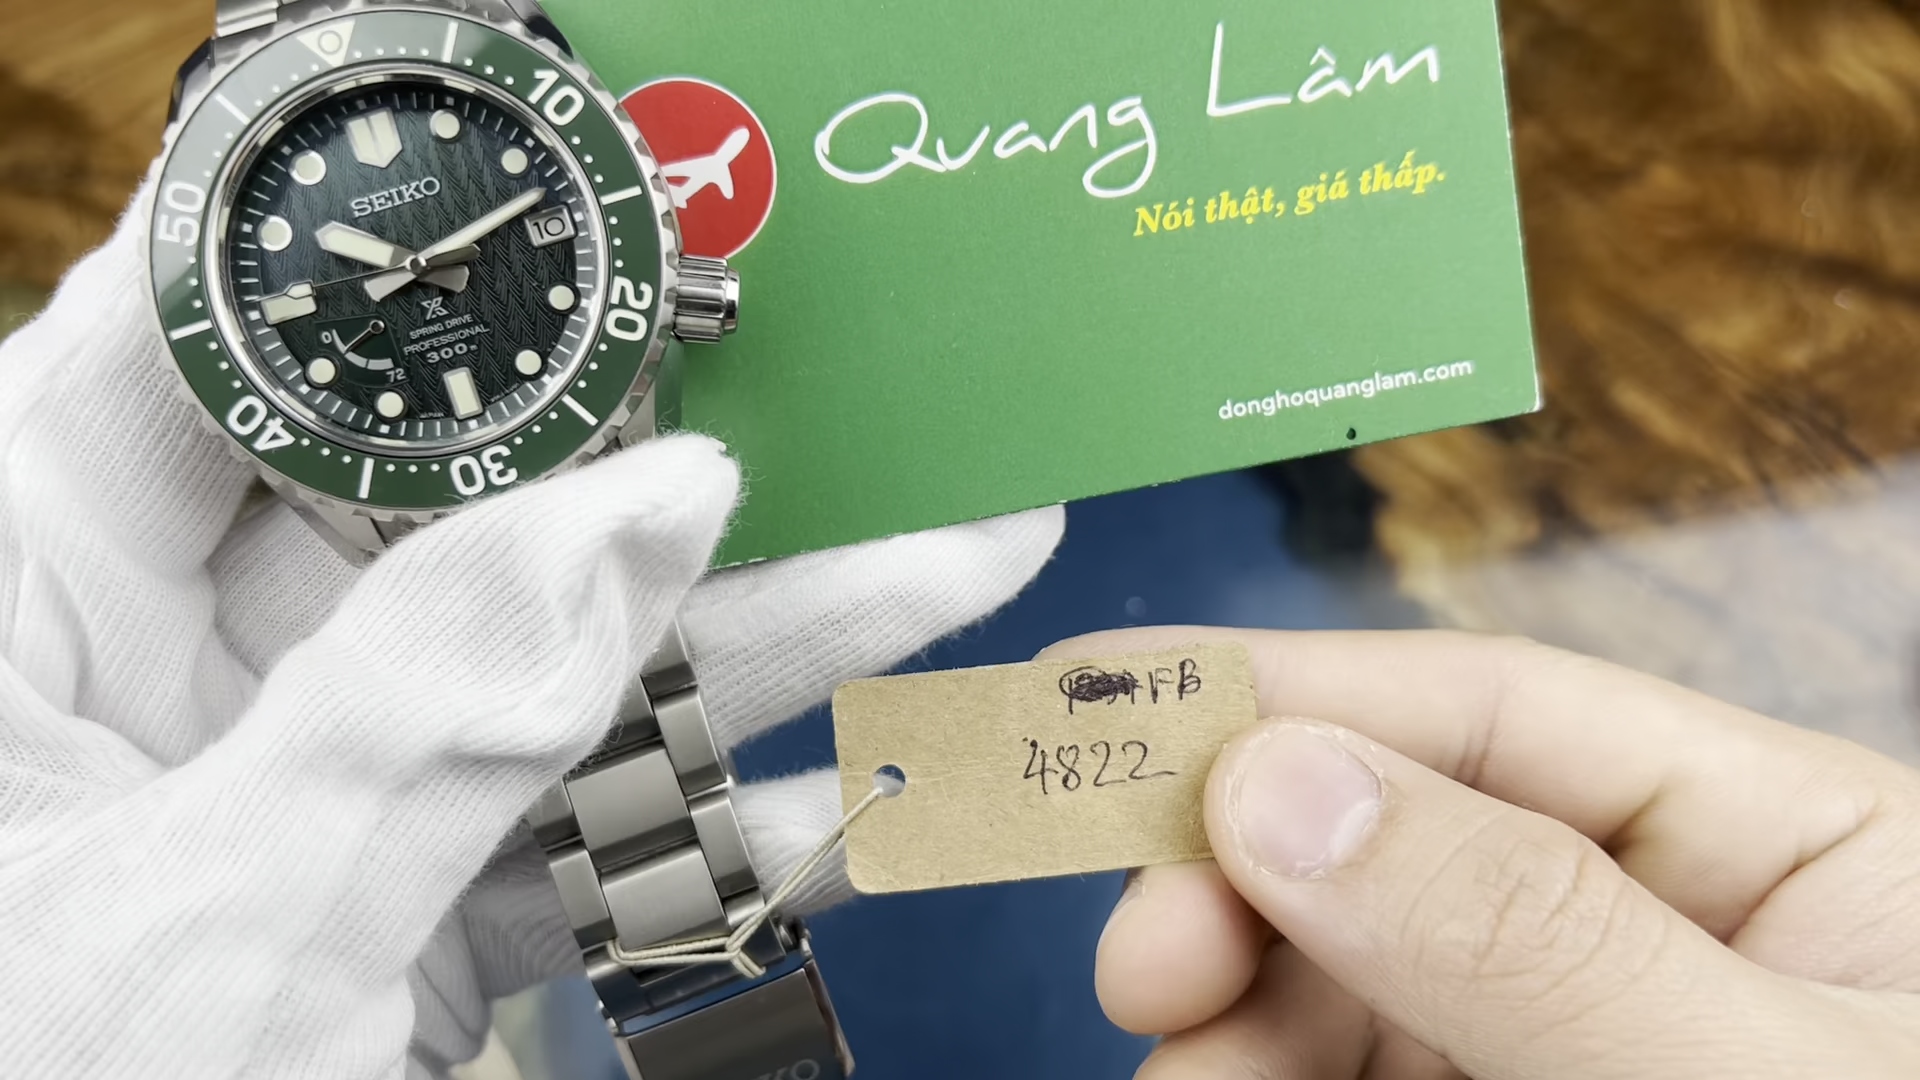 10
20
30
40
50
SEIKO
10
SPRING DRIVE
PROFESSIONAL
300m
0
72
Quang Lâm
Nói thật, giá thấp.
donghoquanglam.com
FB
4822